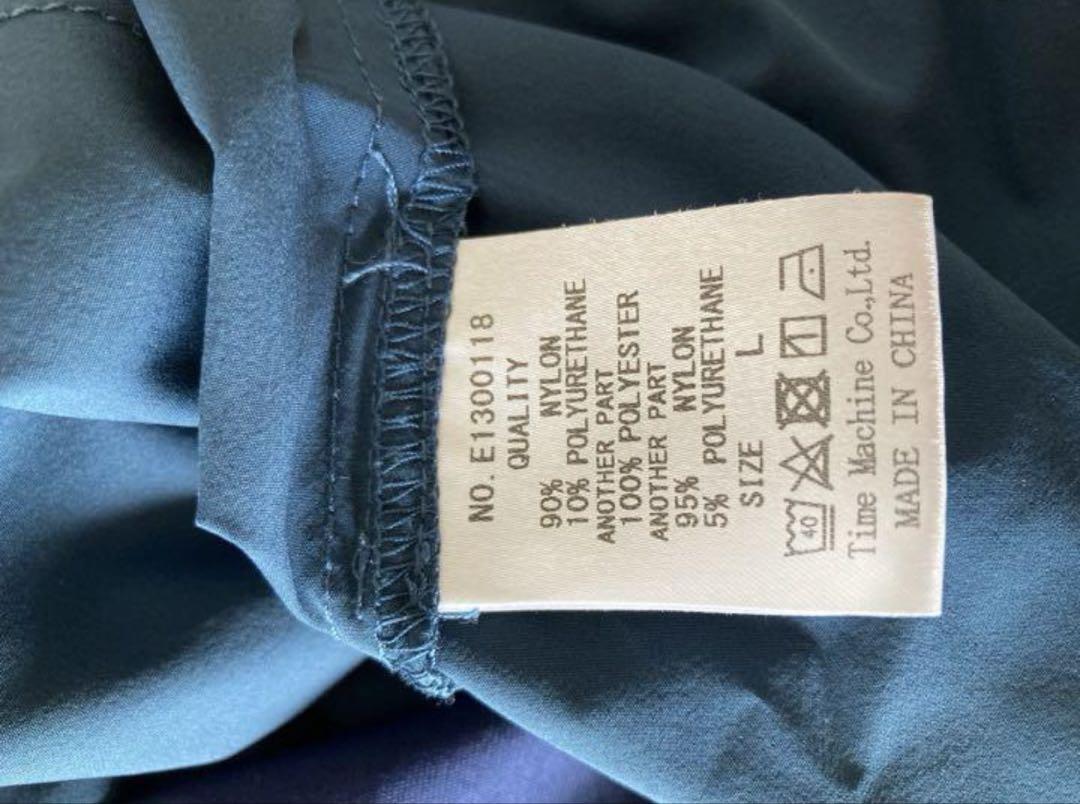 NO. E1300118
QUALITY
90% NYLON
10% POLYURETHANE
ANOTHER PART
100% POLYESTER
ANOTHER PART
95% NYLON
5% POLYURETHANE
SIZE L
40
Time Machine Co.,Ltd.
MADE IN CHINA